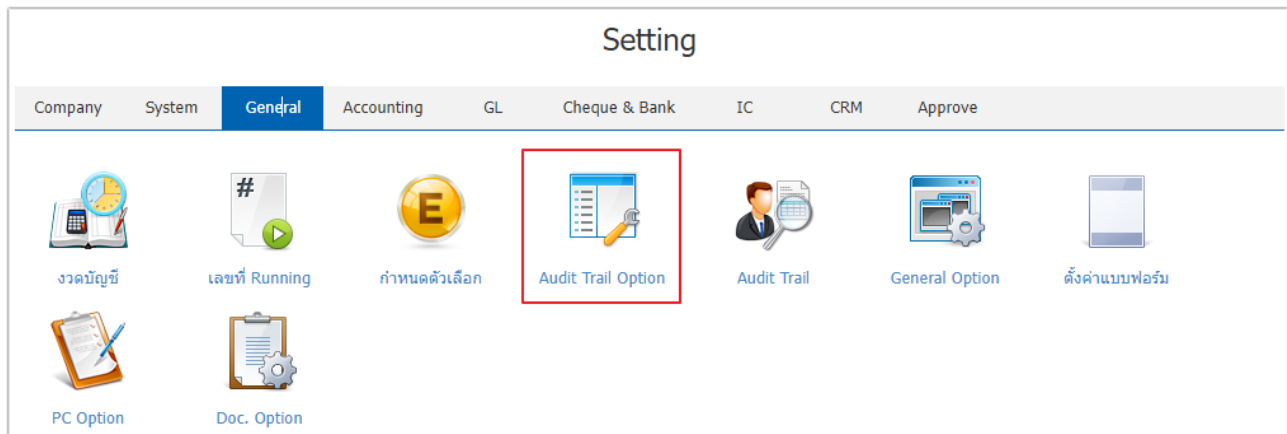 Setting
Company System General Accounting GL Cheque & Bank IC CRM Approve
#
E
งวดบัญชี เลขที่ Running กำหนดตัวเลือก Audit Trail Option Audit Trail General Option ตั้งค่าแบบฟอร์ม
PC Option Doc. Option